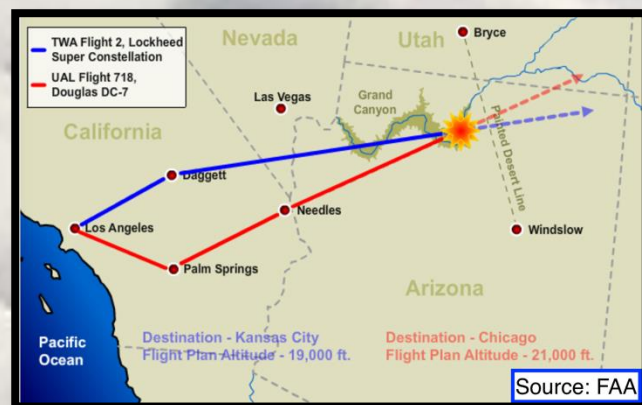 TWA Flight 2, Lockheed
Super Constellation
UAL Flight 718,
Douglas DC-7
Nevada
Utah
Bryce
Las Vegas
Grand
Canyon
California
Painted Desert Line
Daggett
Los Angeles
Needles
Windslow
Palm Springs
Arizona
Pacific
Ocean
Destination - Kansas City
Flight Plan Altitude - 19,000 ft.
Destination - Chicago
Flight Plan Altitude - 21,000 ft.
Source: FAA